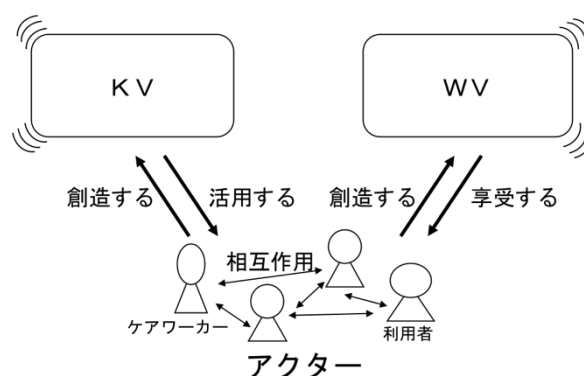 ＫＶ
ＷＶ
創造する
活用する
創造する
享受する
相互作用
ケアワーカー
利用者
アクター